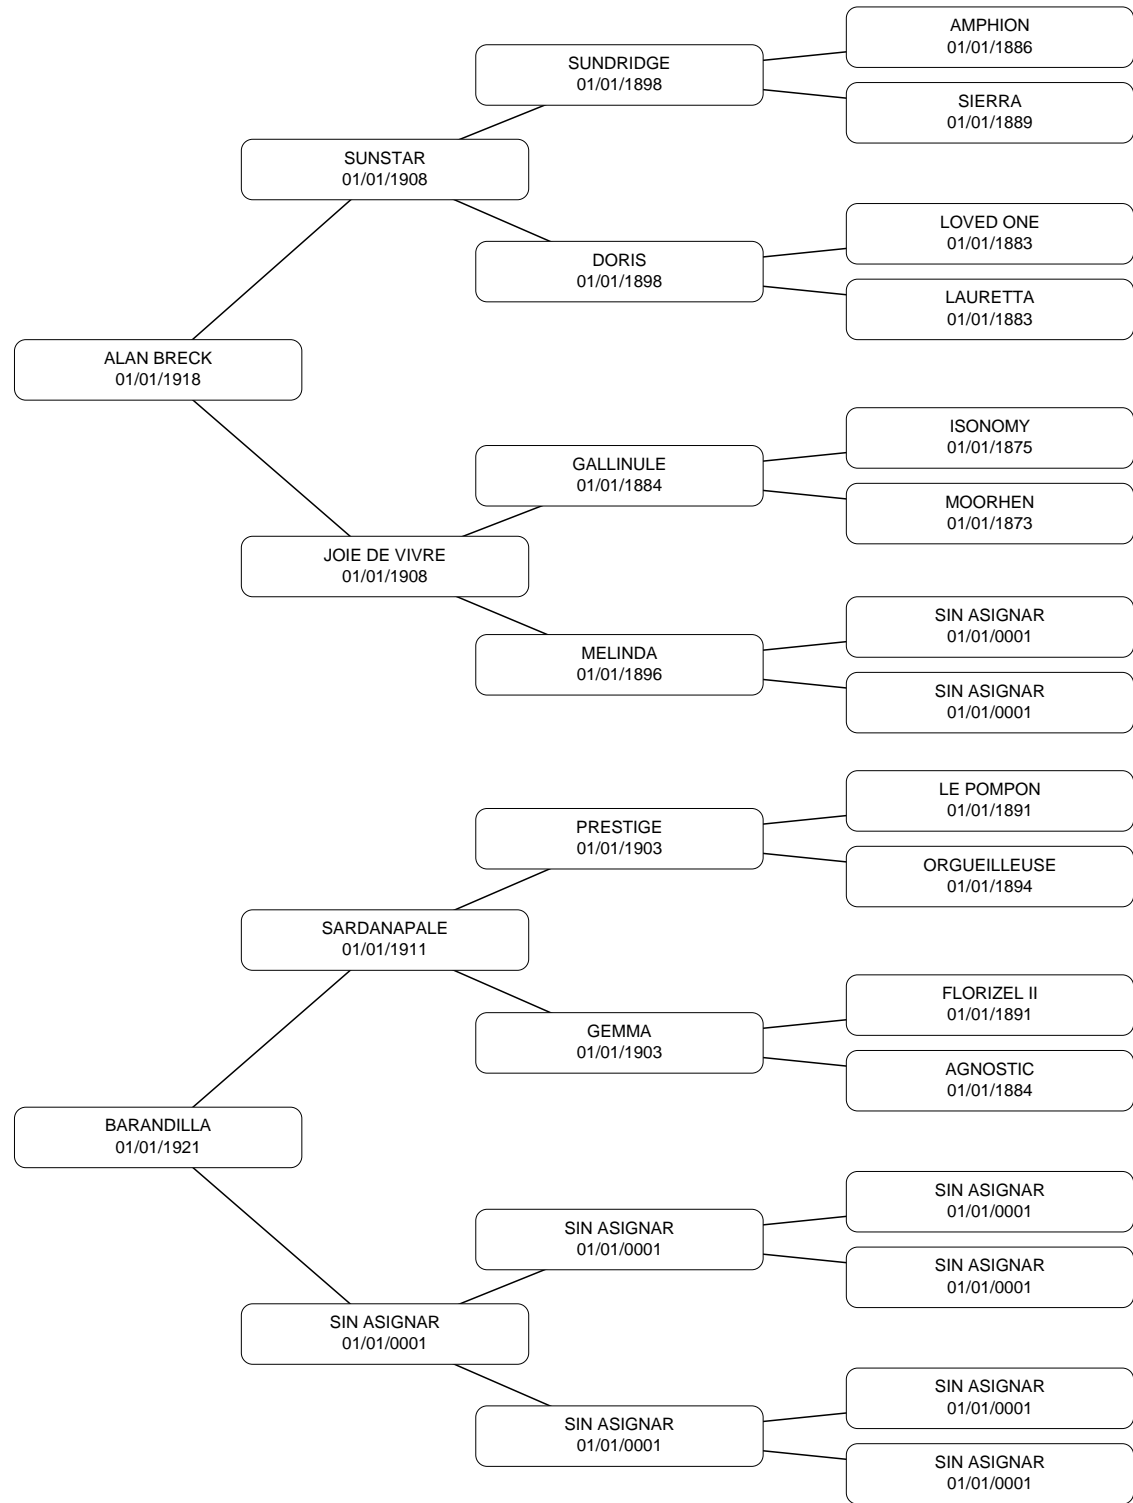 AMPHION
01/01/1886
SUNDRIDGE
01/01/1898
SIERRA
01/01/1889
SUNSTAR
01/01/1908
LOVED ONE
01/01/1883
DORIS
01/01/1898
LAURETTA
01/01/1883
ALAN BRECK
01/01/1918
ISONOMY
01/01/1875
GALLINULE
01/01/1884
MOORHEN
01/01/1873
JOIE DE VIVRE
01/01/1908
SIN ASIGNAR
01/01/0001
MELINDA
01/01/1896
SIN ASIGNAR
01/01/0001
LE POMPON
01/01/1891
PRESTIGE
01/01/1903
ORGUEILLEUSE
01/01/1894
SARDANAPALE
01/01/1911
FLORIZEL II
01/01/1891
GEMMA
01/01/1903
AGNOSTIC
01/01/1884
BARANDILLA
01/01/1921
SIN ASIGNAR
01/01/0001
SIN ASIGNAR
01/01/0001
SIN ASIGNAR
01/01/0001
SIN ASIGNAR
01/01/0001
SIN ASIGNAR
01/01/0001
SIN ASIGNAR
01/01/0001
SIN ASIGNAR
01/01/0001